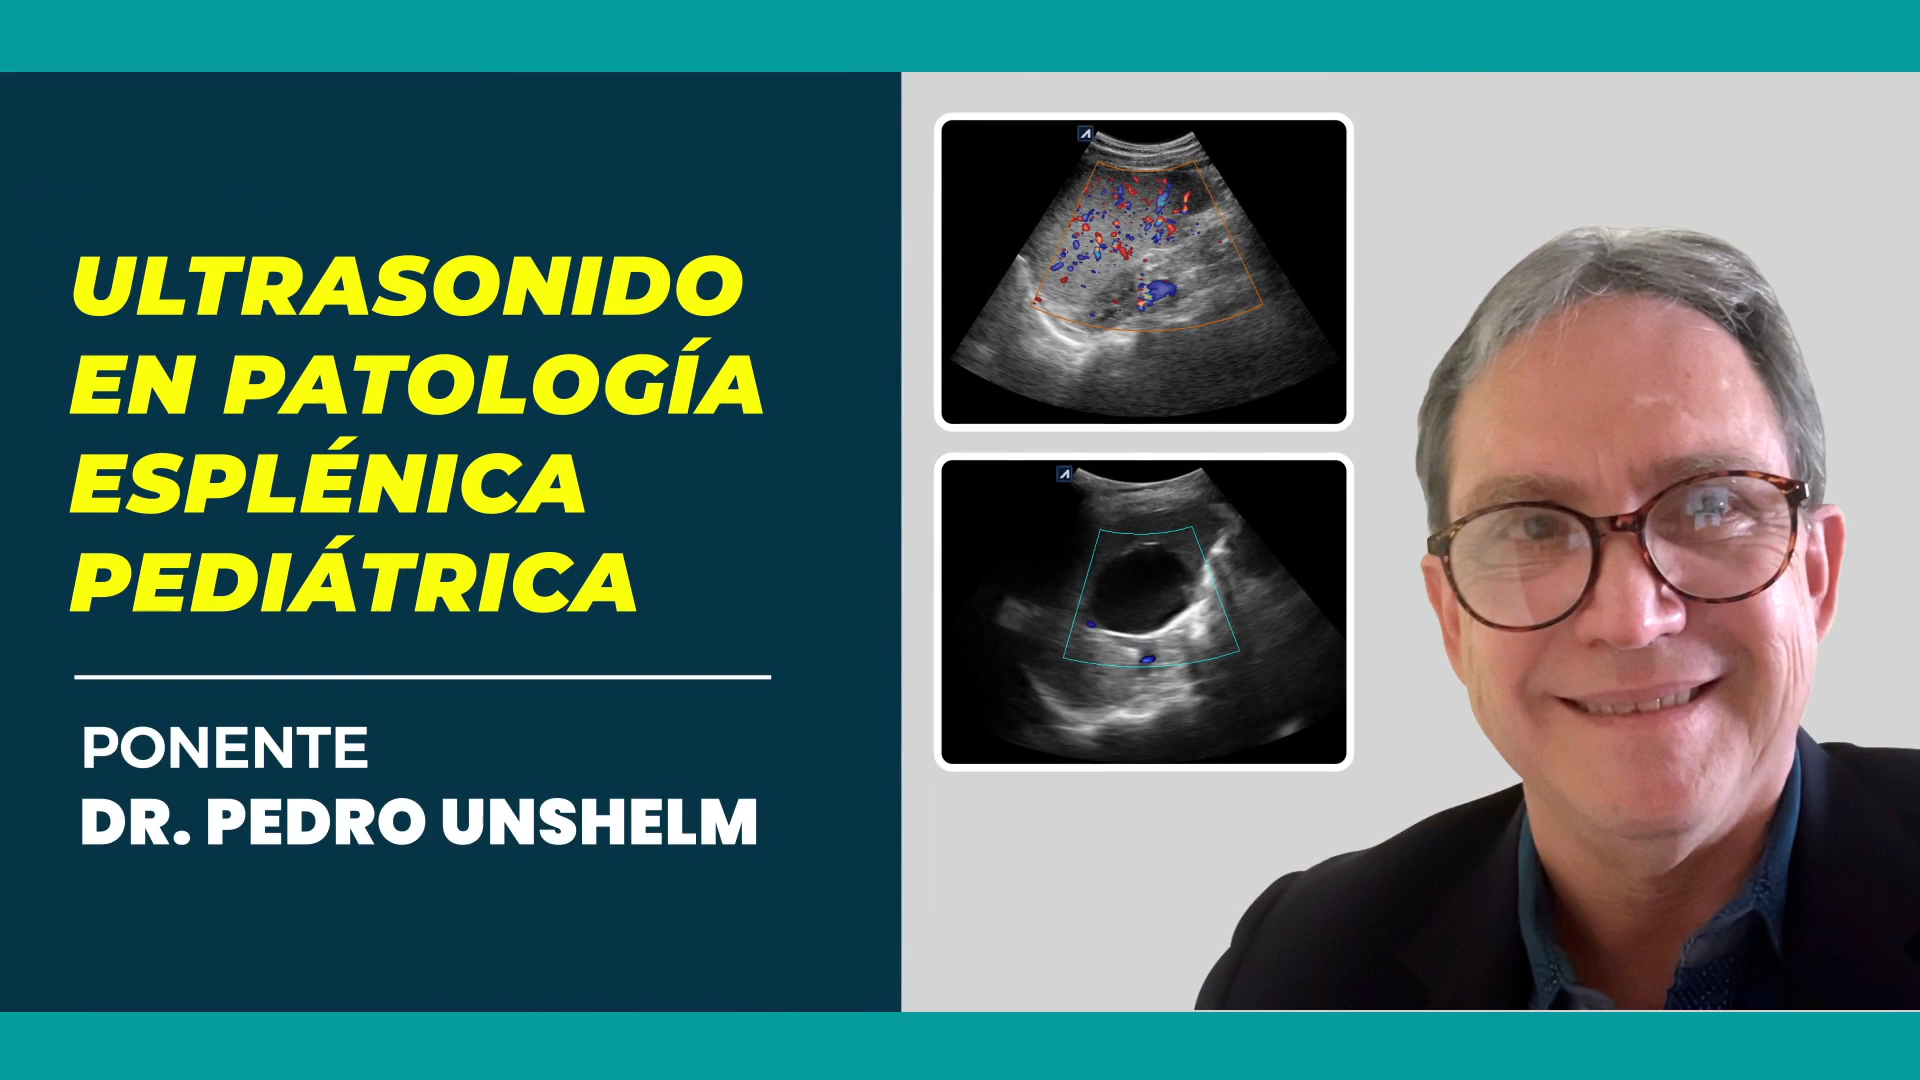 ULTRASONIDO
EN PATOLOGÍA
ESPLÉNICA
PEDIÁTRICA
PONENTE
DR. PEDRO UNSHELM